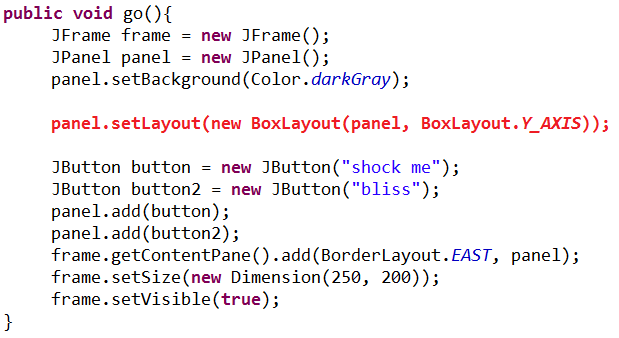 public void go(){
JFrame frame = new JFrame();
JPanel panel = new JPanel();
panel.setBackground(Color.darkGray);
panel.setLayout(new BoxLayout(panel, BoxLayout.Y_AXIS));
JButton button = new JButton("shock me");
JButton button2 = new JButton("bliss");
panel.add(button);
panel.add(button2);
frame.getContentPane().add(BorderLayout.EAST, panel);
frame.setSize(new Dimension(250, 200));
frame.setVisible(true);
}